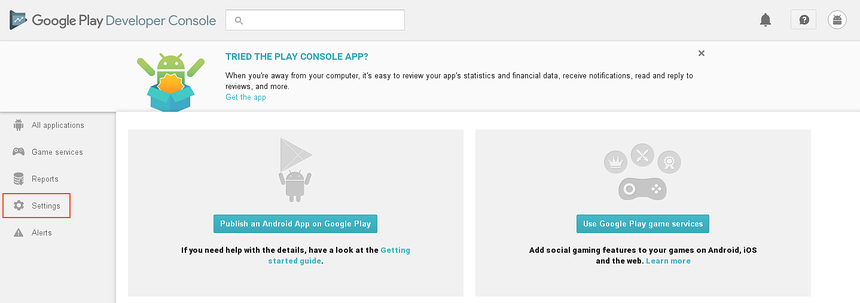 Google Play Developer Console
TRIED THE PLAY CONSOLE APP?
When you're away from your computer, it's easy to review your app's statistics and financial data, receive notifications, read and reply to
reviews, and more.
Get the app
All applications
Game services
Reports
Settings
Alerts
Publish an Android App on Google Play
If you need help with the details, have a look at the Getting
started guide.
Use Google Play game services
Add social gaming features to your games on Android, iOS
and the web. Learn more